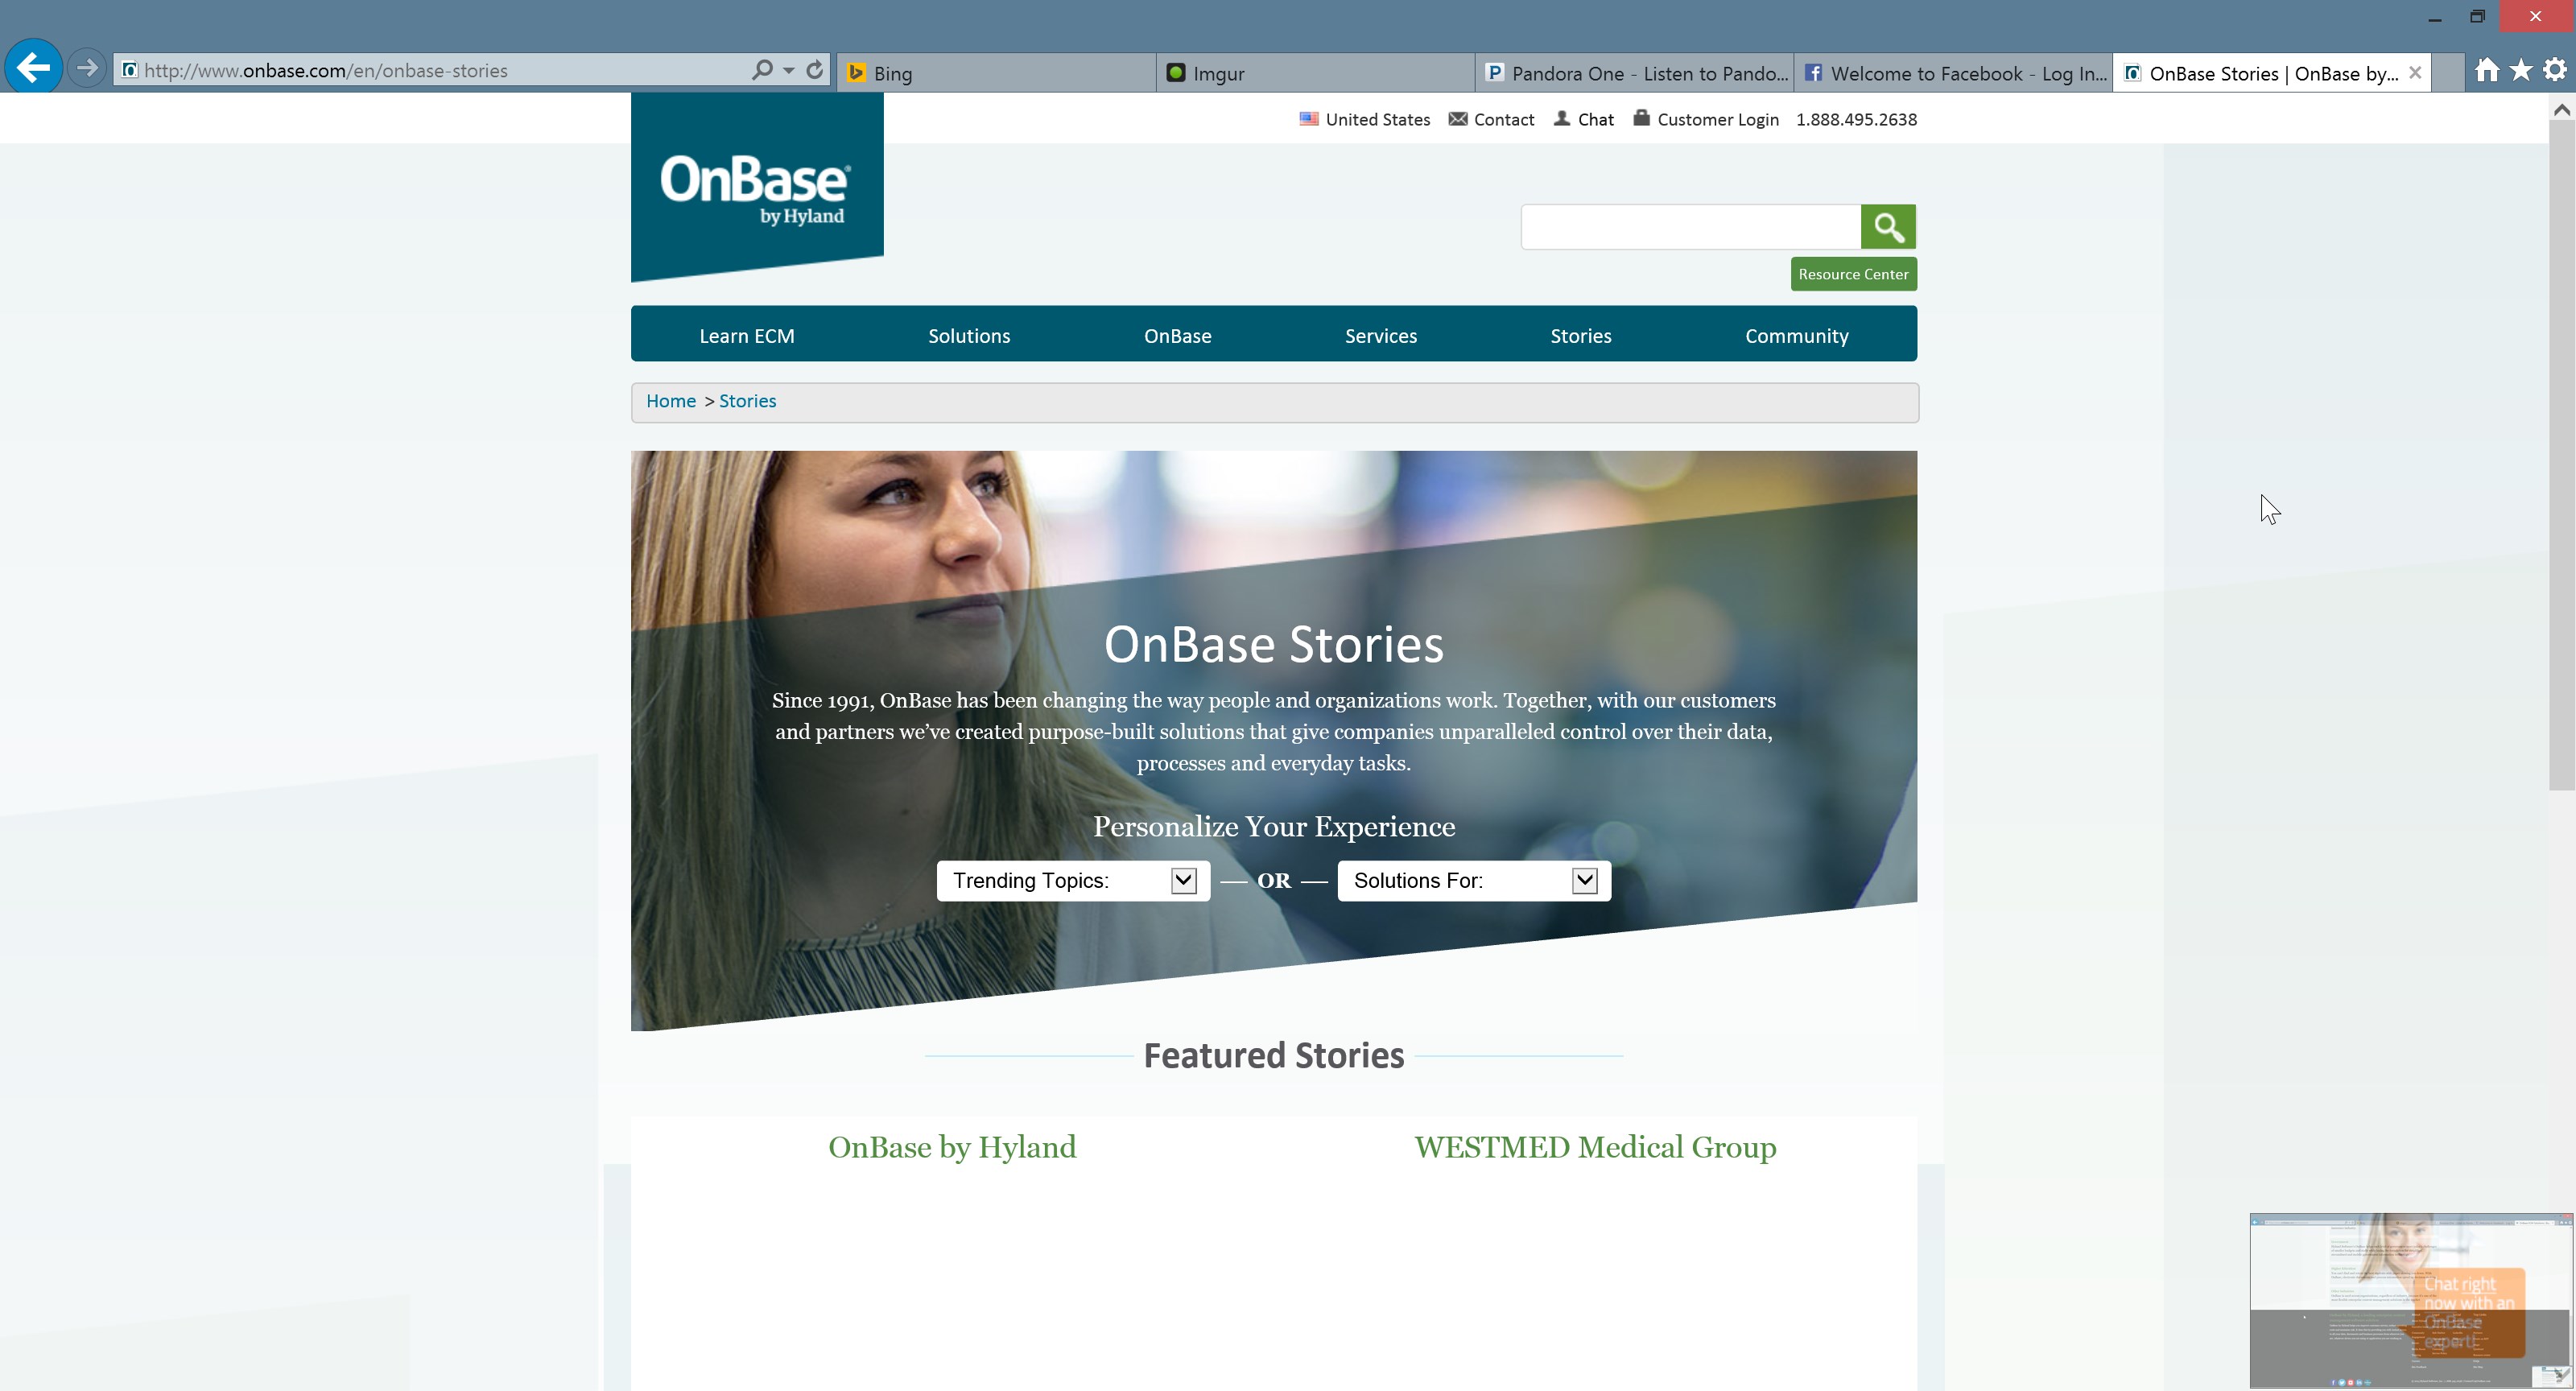 http://www.onbase.com/en/onbase-stories
Bing
Imgur
Pandora One - Listen to Pando...
Welcome to Facebook - Log In...
OnBase Stories | OnBase by...
United States
Contact
Chat
Customer Login
1.888.495.2638
OnBase®
by Hyland
Resource Center
Learn ECM
Solutions
OnBase
Services
Stories
Community
Home > Stories
OnBase Stories
Since 1991, OnBase has been changing the way people and organizations work. Together, with our customers
and partners we’ve created purpose-built solutions that give companies unparalleled control over their data,
processes and everyday tasks.
Personalize Your Experience
Trending Topics:
— OR —
Solutions For:
Featured Stories
OnBase by Hyland
WESTMED Medical Group
Chat right
now with an
OnBase
expert!